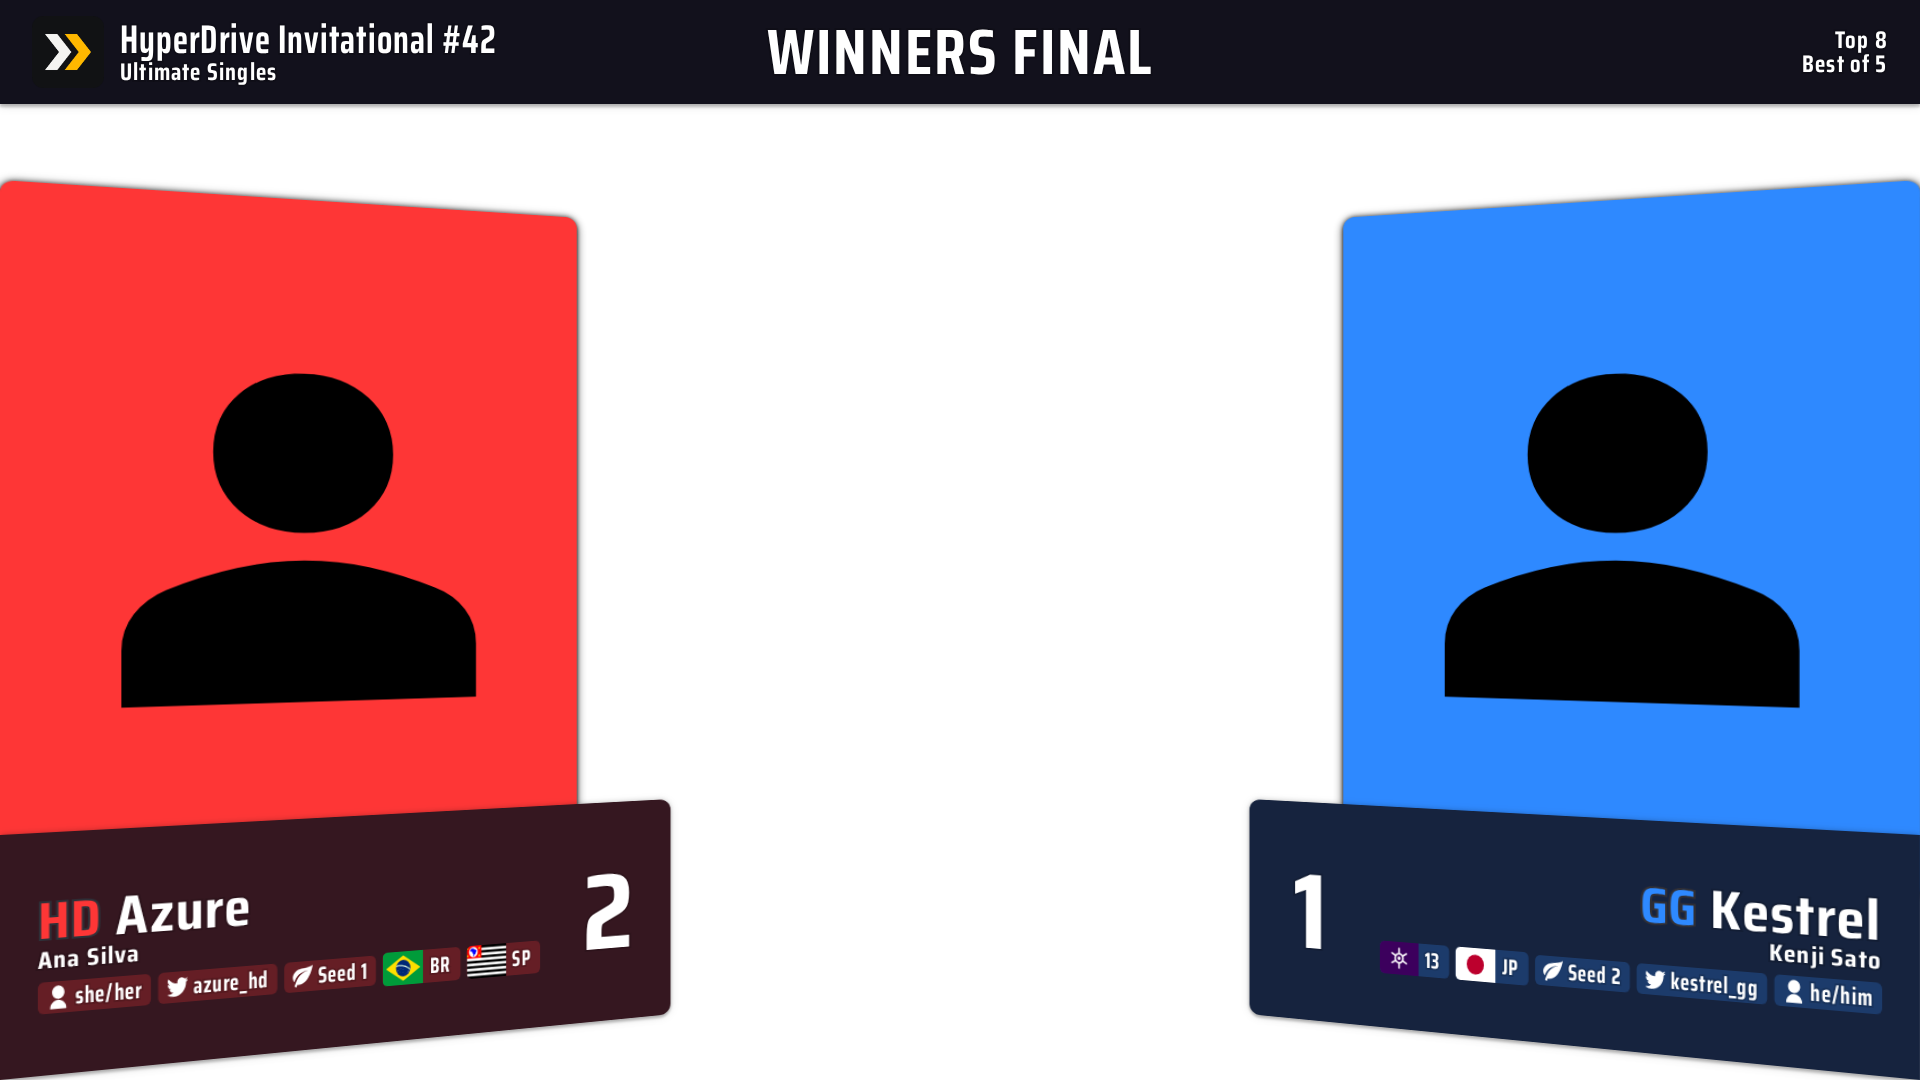 HyperDrive Invitational #42
Ultimate Singles
WINNERS FINAL
Top 8
Best of 5
HD Azure
Ana Silva
she/her azure_hd Seed 1 BR SP
2
1
GG Kestrel
Kenji Sato
13 JP Seed 2 kestrel_gg he/him